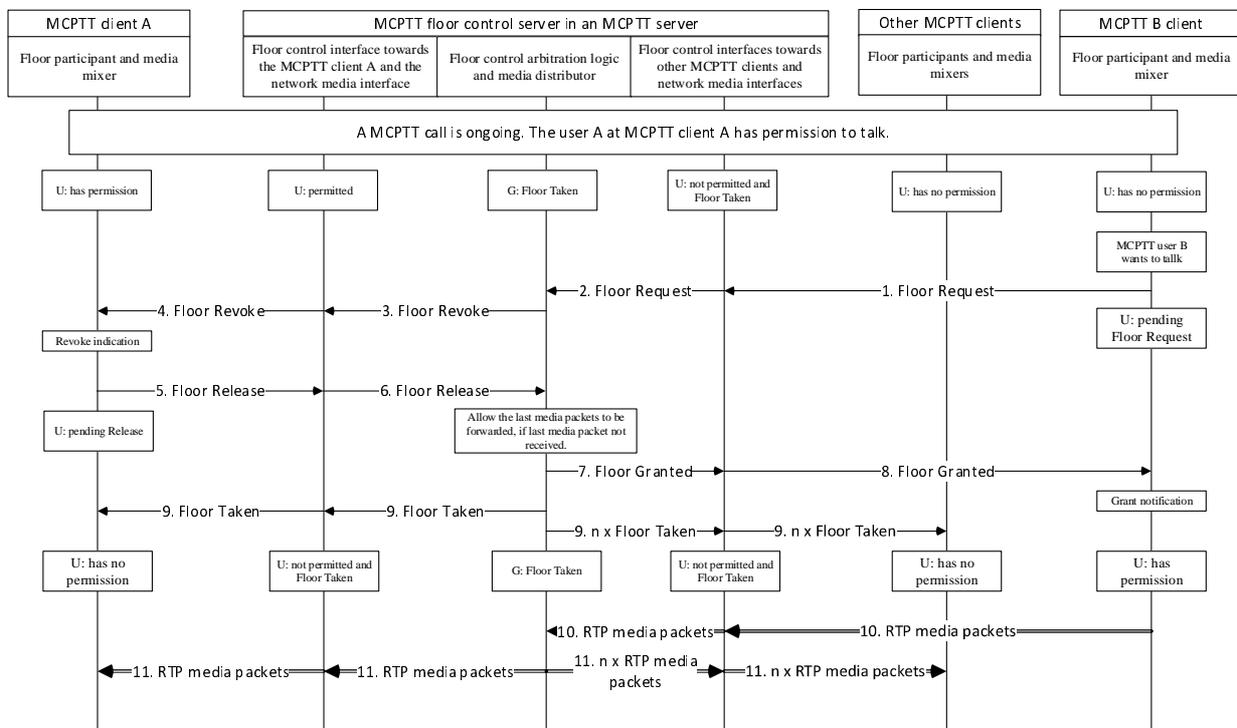 MCPTT client A
MCPTT floor control server in an MCPTT server
Other MCPTT clients
MCPTT B client
Floor participant and media
mixer
Floor control interface towards
the MCPTT client A and the
network media interface
Floor control arbitration logic
and media distributor
Floor control interfaces towards
other MCPTT clients and
network media interfaces
Floor participants and media
mixers
Floor participant and media
mixer
A MCPTT call is ongoing. The user A at MCPTT client A has permission to talk.
U: has permission
U: permitted
G: Floor Taken
U: not permitted and
Floor Taken
U: has no permission
U: has no permission
MCPTT user B
wants to tallk
2. Floor Request
1. Floor Request
4. Floor Revoke
3. Floor Revoke
U: pending
Floor Request
Revoke indication
5. Floor Release
6. Floor Release
U: pending Release
Allow the last media packets to be
forwarded, if last media packet not
received.
7. Floor Granted
8. Floor Granted
Grant notification
9. Floor Taken
9. Floor Taken
9. n x Floor Taken
9. n x Floor Taken
U: has no
permission
U: not permitted and
Floor Taken
G: Floor Taken
U: not permitted and
Floor Taken
U: has no
permission
U: has
permission
10. RTP media packets
10. RTP media packets
11. RTP media packets
11. RTP media packets
11. n x RTP media
packets
11. n x RTP media packets